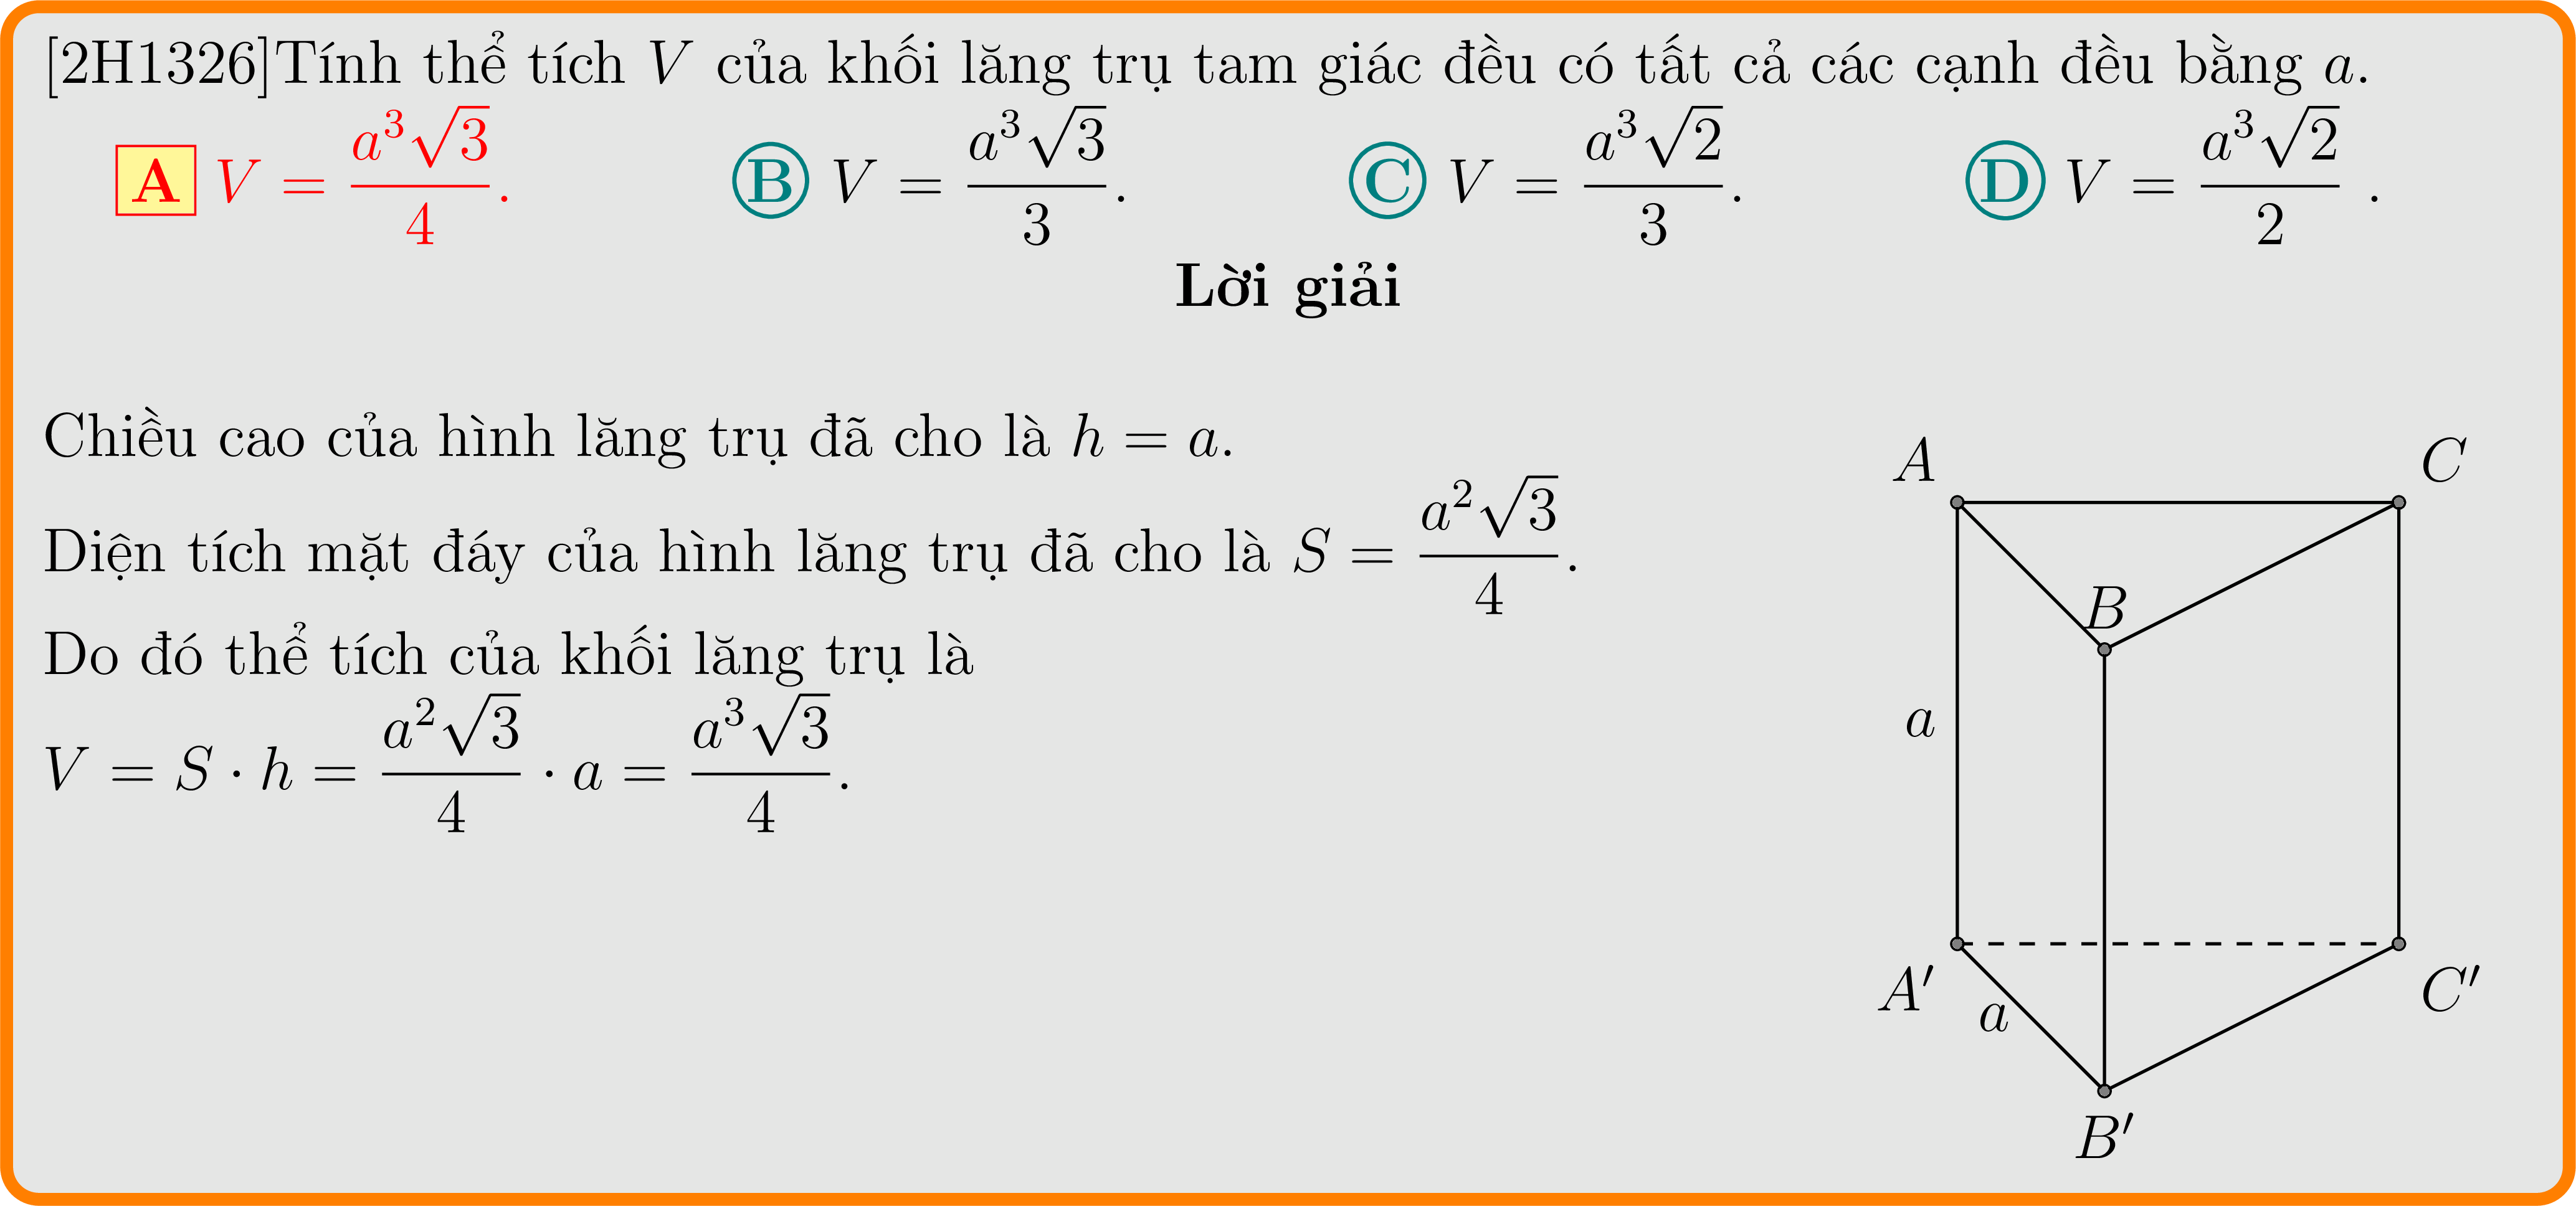 [2H1326]Tính thể tích V của khối lăng trụ tam giác đều có tất cả các cạnh đều bằng a.
A V = \frac{a^3\sqrt{3}}{4}. B V = \frac{a^3\sqrt{3}}{3}. C V = \frac{a^3\sqrt{2}}{3}. D V = \frac{a^3\sqrt{2}}{2} .
Lời giải
Chiều cao của hình lăng trụ đã cho là h = a.
Diện tích mặt đáy của hình lăng trụ đã cho là S = \frac{a^2\sqrt{3}}{4}.
Do đó thể tích của khối lăng trụ là
V = S · h = \frac{a^2\sqrt{3}}{4} · a = \frac{a^3\sqrt{3}}{4}.
A C
B
a
A′ C′
a
B′